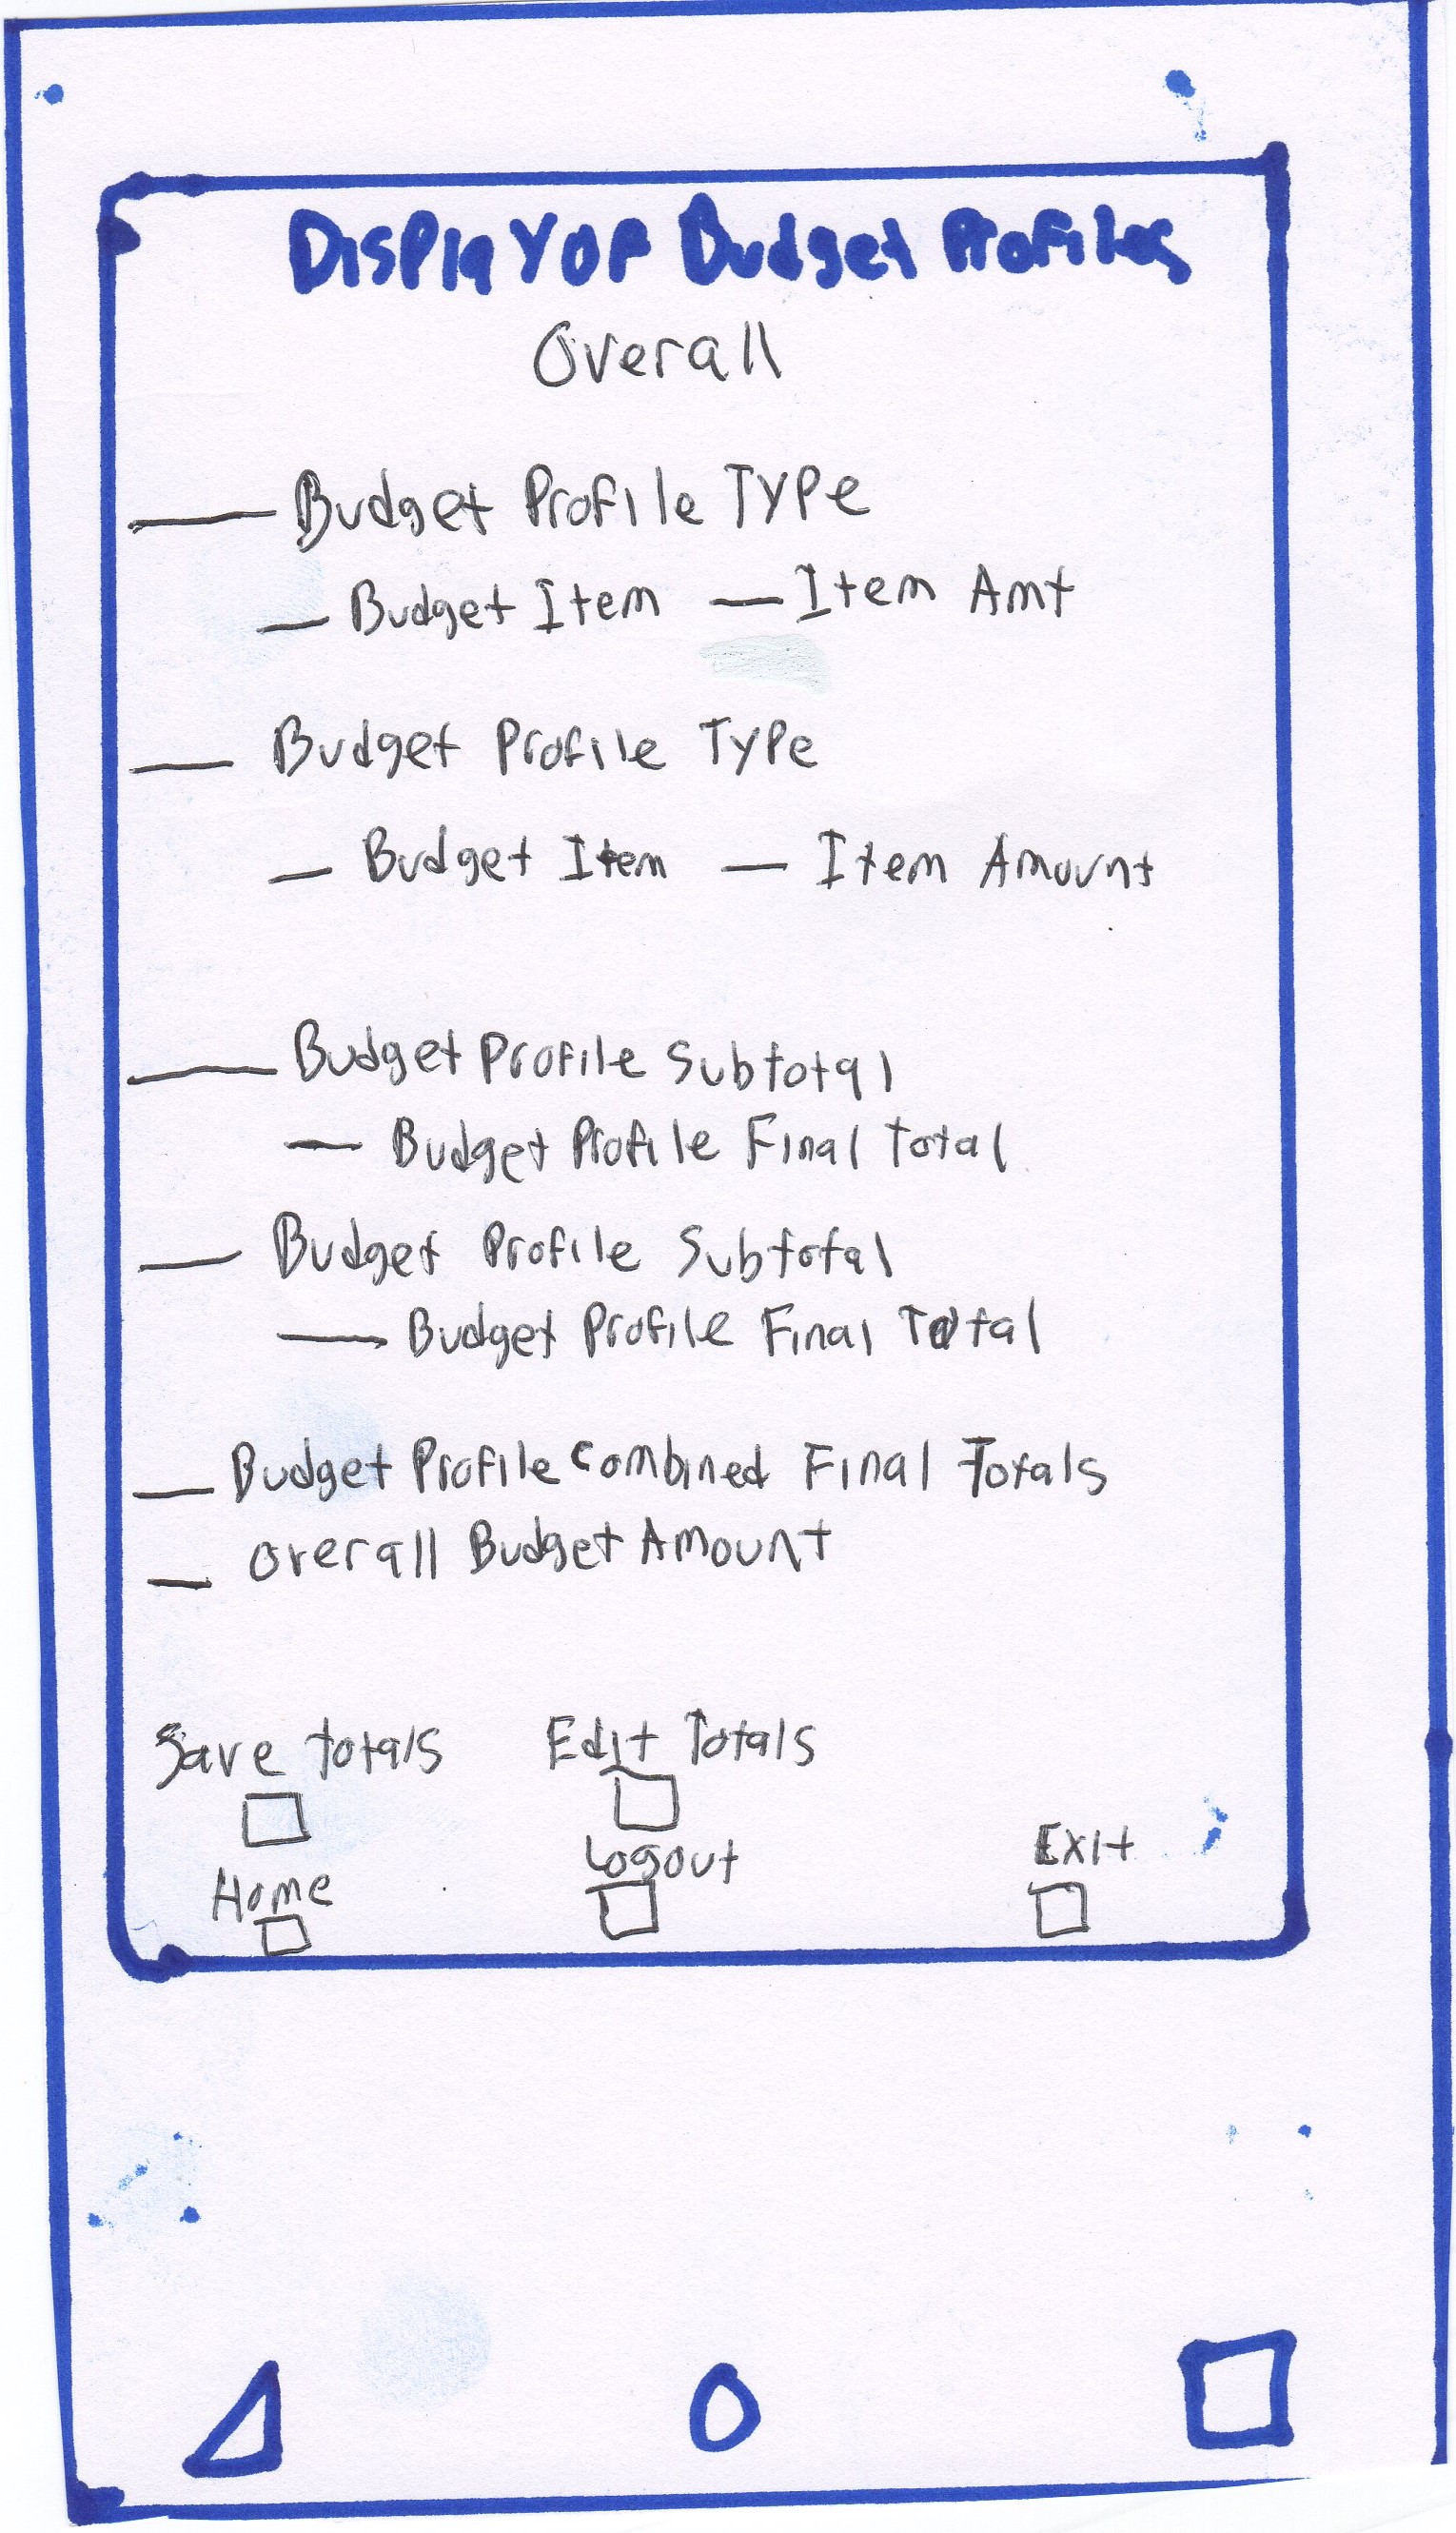 Display of Budget Profiles
Overall
— Budget Profile Type
— Budget Item — Item Amt
— Budget Profile Type
— Budget Item — Item Amount
— Budget Profile Subtotal
— Budget Profile Final Total
— Budget Profile Subtotal
— Budget Profile Final Total
— Budget Profile Combined Final Totals
— Overall Budget Amount
Save Totals Edit Totals
Home Logout Exit